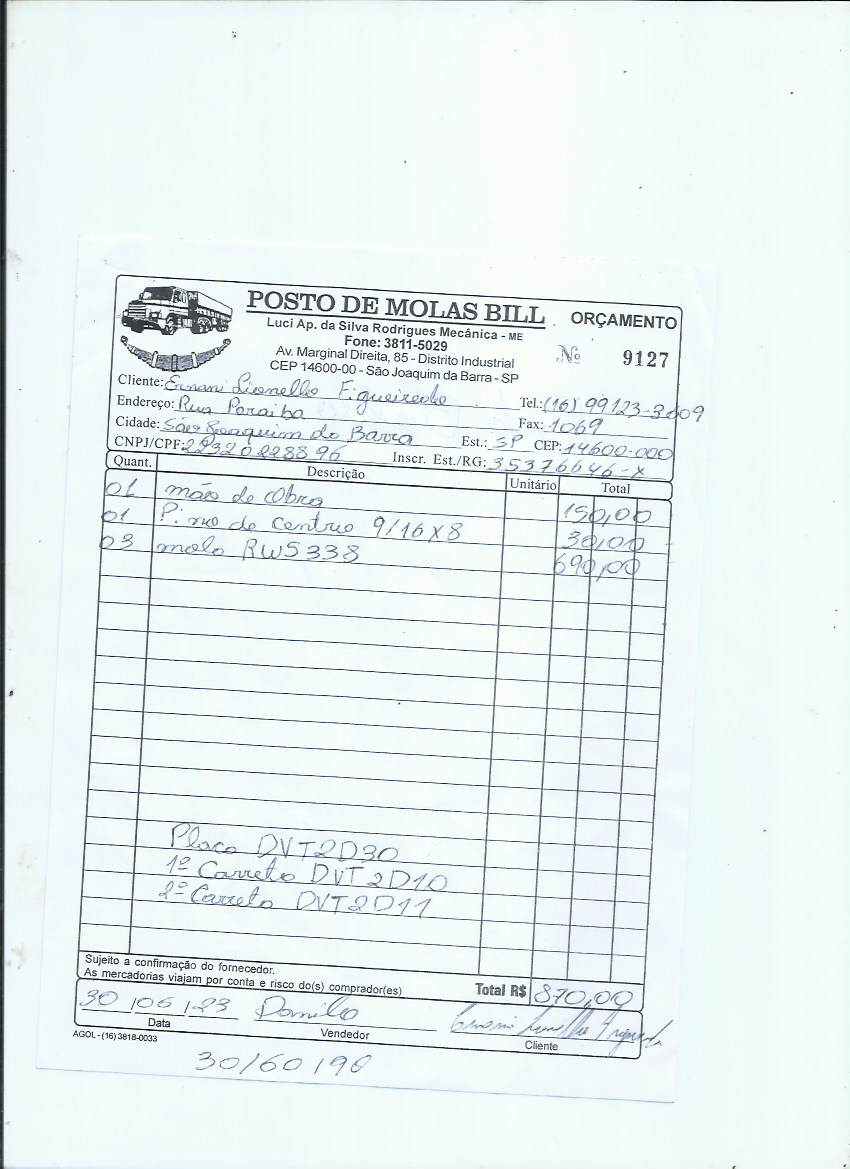 POSTO DE MOLAS BILL
ORÇAMENTO
Luci Ap. da Silva Rodrigues Mecânica - ME
Fone: 3811-5029
Nº 9127
Av. Marginal Direita, 85 - Distrito Industrial
CEP 14600-00 - São Joaquim da Barra - SP
Cliente: Ernani Lionello Figueiredo Tel.: (16) 99123-3009
Endereço: Rua Paraiba Fax: 1069
Cidade: São Joaquim da Barra Est.: SP CEP: 14600-000
CNPJ/CPF: 22320228896 Inscr. Est./RG: 35376646-X
Quant. Descrição Unitário Total
01 mão de Obra 150,00
01 Pino de Centro 9/16 x 8 30,00
03 mola RW5338 690,00
Placa DVT2D30
1º Carreta DVT2D10
2º Carreta DVT2D11
Sujeito a confirmação do fornecedor.
As mercadorias viajam por conta e risco do(s) comprador(es)
Total R$ 870,00
30/06/23 Danilo Ernani Lionello Figueiredo
Data Vendedor Cliente
AGOL - (16) 3818-0033
30/60/90